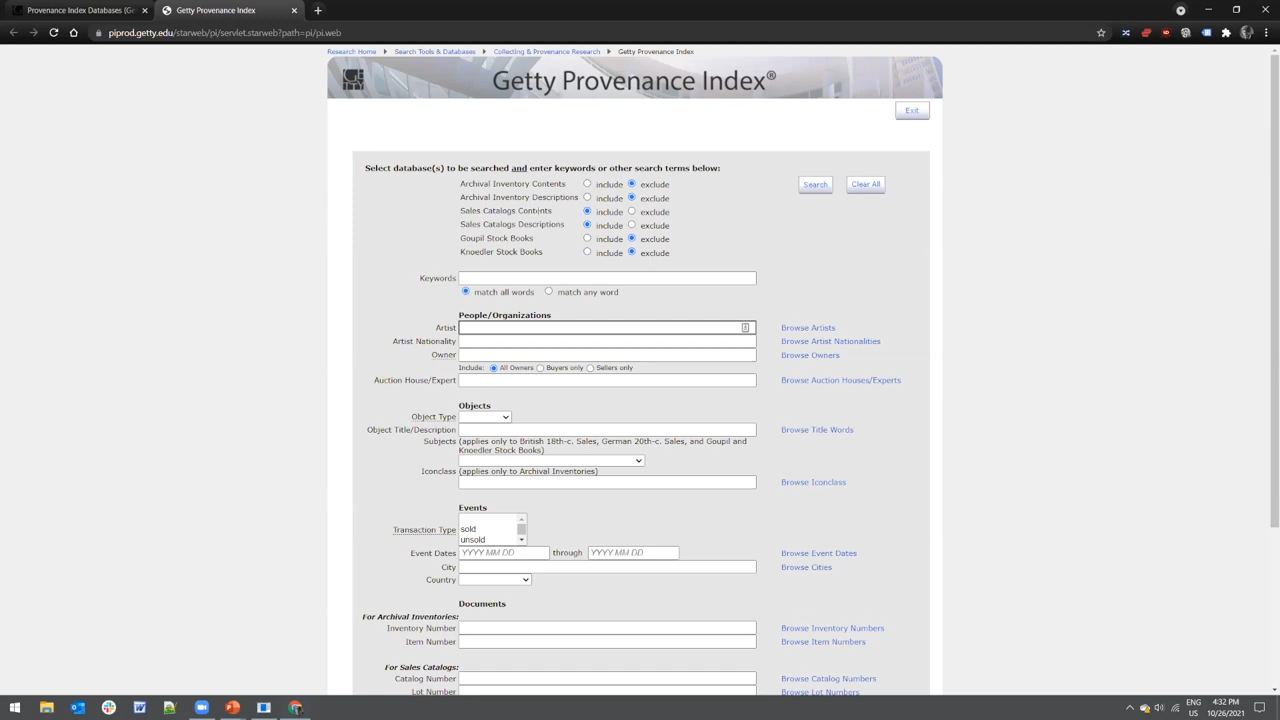 Provenance Index Databases (Ge
Getty Provenance Index
piprod.getty.edu/starweb/pi/servlet.starweb?path=pi/pi.web
Research Home Search Tools & Databases Collecting & Provenance Research Getty Provenance Index
Getty Provenance Index®
Exit
Select database(s) to be searched and enter keywords or other search terms below:
Archival Inventory Contents include exclude
Search Clear All
Archival Inventory Descriptions include exclude
Sales Catalogs Contents include exclude
Sales Catalogs Descriptions include exclude
Goupil Stock Books include exclude
Knoedler Stock Books include exclude
Keywords
match all words match any word
People/Organizations
Artist Browse Artists
Artist Nationality Browse Artist Nationalities
Owner Browse Owners
Include: All Owners Buyers only Sellers only
Auction House/Expert Browse Auction Houses/Experts
Objects
Object Type
Object Title/Description Browse Title Words
Subjects (applies only to British 18th-c. Sales, German 20th-c. Sales, and Goupil and
Knoedler Stock Books)
Iconclass (applies only to Archival Inventories)
Browse Iconclass
Events
Transaction Type sold
unsold
Event Dates YYYY MM DD through YYYY MM DD Browse Event Dates
City Browse Cities
Country
Documents
For Archival Inventories:
Inventory Number Browse Inventory Numbers
Item Number Browse Item Numbers
For Sales Catalogs:
Catalog Number Browse Catalog Numbers
Lot Number Browse Lot Numbers
ENG
US
4:32 PM
10/26/2021